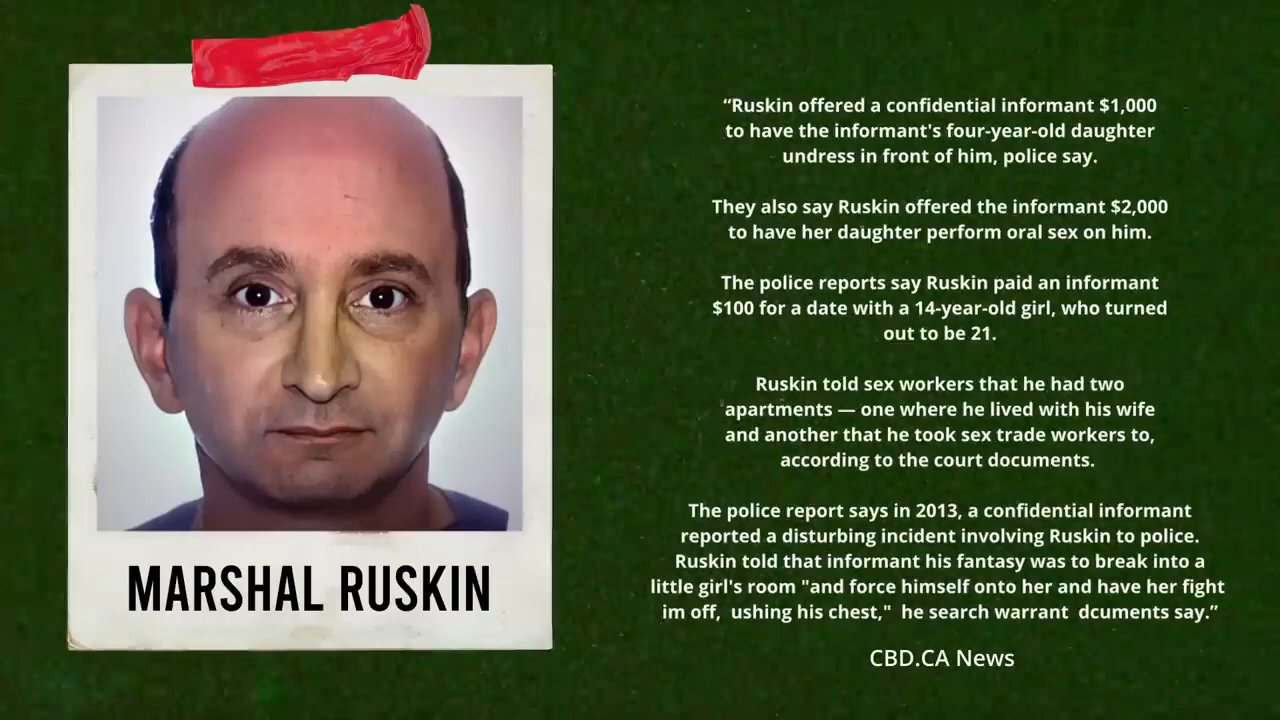 “Ruskin offered a confidential informant $1,000
to have the informant's four-year-old daughter
undress in front of him, police say.
They also say Ruskin offered the informant $2,000
to have her daughter perform oral sex on him.
The police reports say Ruskin paid an informant
$100 for a date with a 14-year-old girl, who turned
out to be 21.
Ruskin told sex workers that he had two
apartments — one where he lived with his wife
and another that he took sex trade workers to,
according to the court documents.
The police report says in 2013, a confidential informant
reported a disturbing incident involving Ruskin to police.
Ruskin told that informant his fantasy was to break into a
little girl's room "and force himself onto her and have her fight
im off,  ushing his chest,"  he search warrant  dcuments say.”
CBD.CA News
MARSHAL RUSKIN